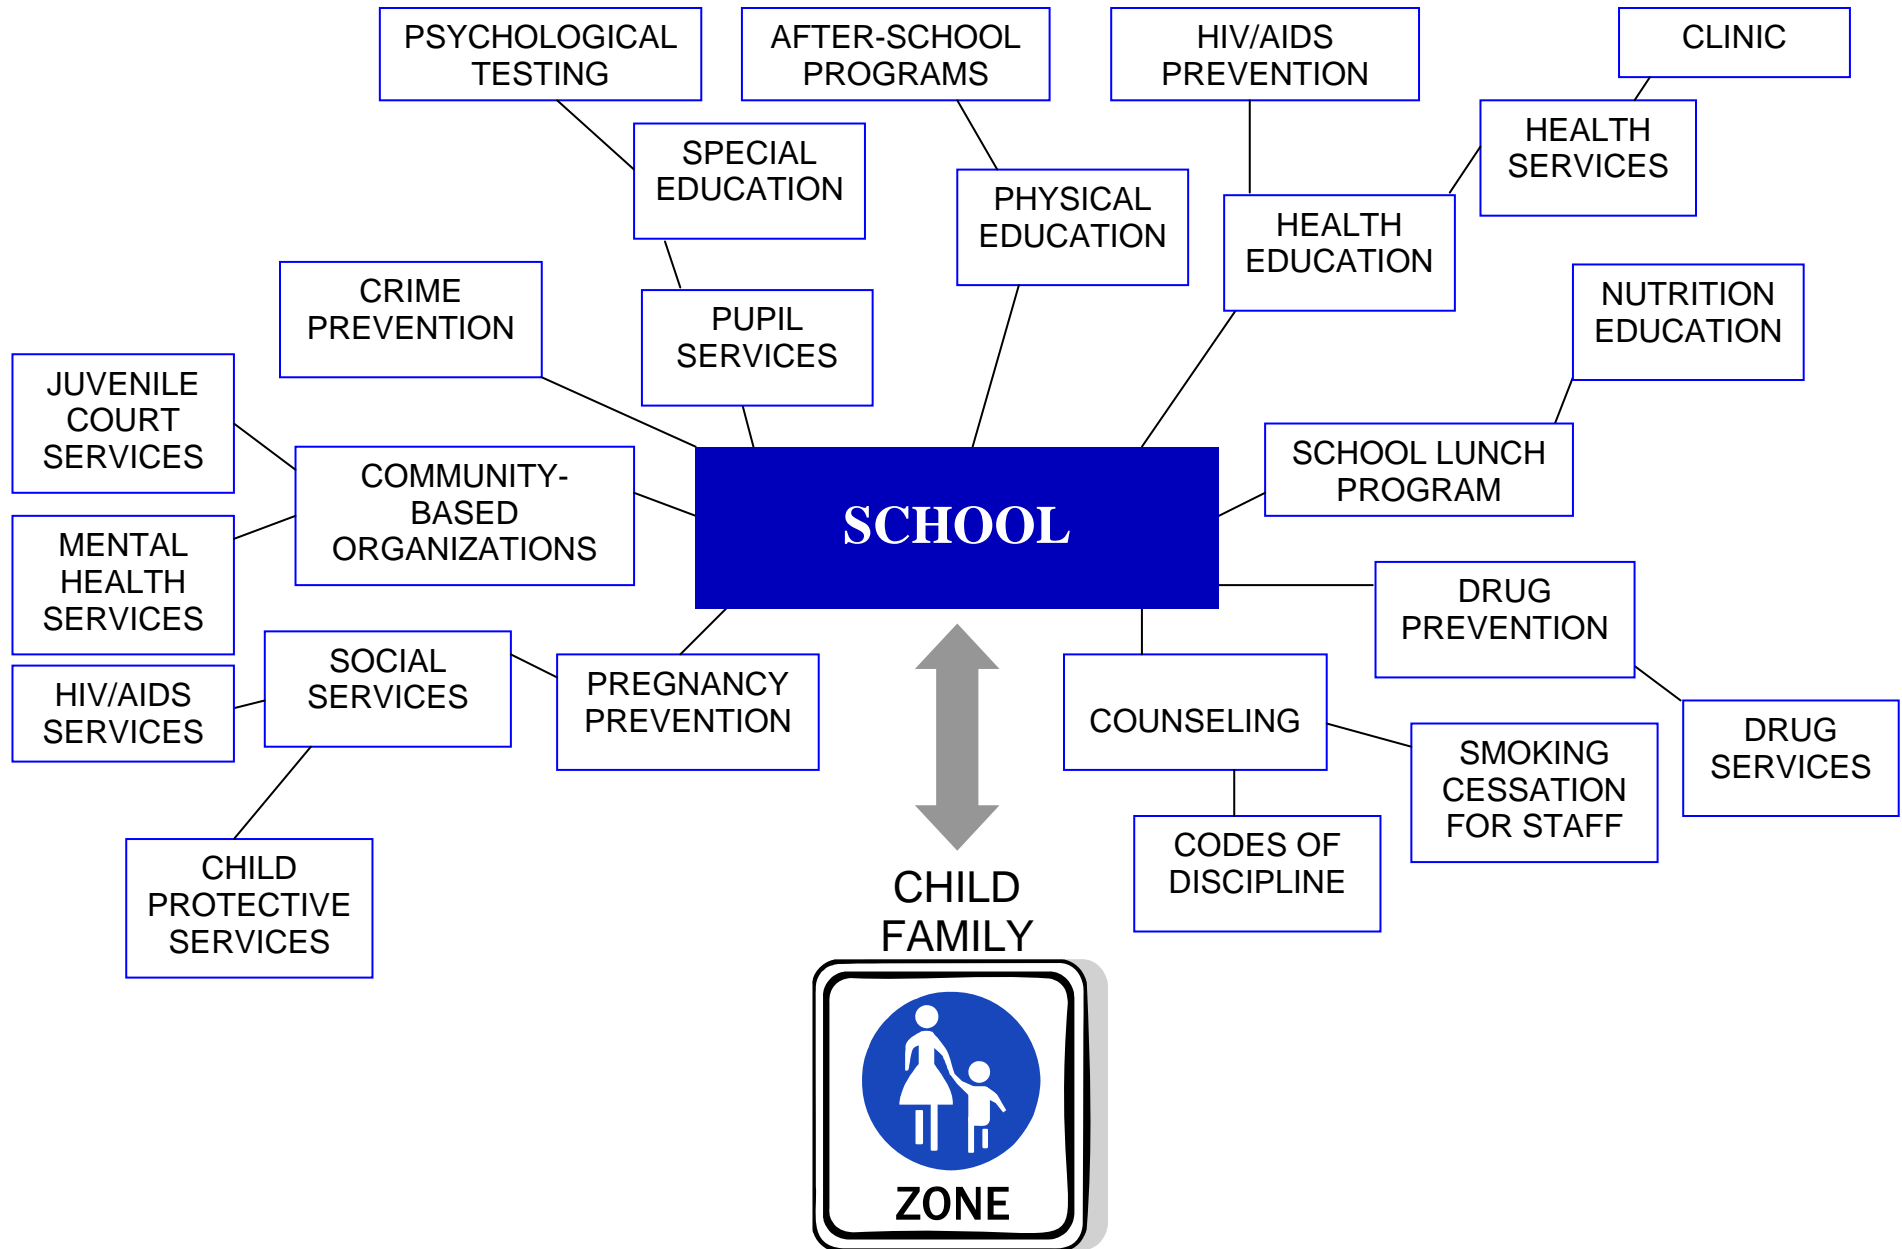 PSYCHOLOGICAL
TESTING
AFTER-SCHOOL
PROGRAMS
HIV/AIDS
PREVENTION
CLINIC
SPECIAL
EDUCATION
PHYSICAL
EDUCATION
HEALTH
EDUCATION
HEALTH
SERVICES
CRIME
PREVENTION
PUPIL
SERVICES
NUTRITION
EDUCATION
JUVENILE
COURT
SERVICES
COMMUNITY-
BASED
ORGANIZATIONS
SCHOOL
SCHOOL LUNCH
PROGRAM
MENTAL
HEALTH
SERVICES
DRUG
PREVENTION
HIV/AIDS
SERVICES
SOCIAL
SERVICES
PREGNANCY
PREVENTION
COUNSELING
SMOKING
CESSATION
FOR STAFF
DRUG
SERVICES
CHILD
PROTECTIVE
SERVICES
CODES OF
DISCIPLINE
CHILD
FAMILY
ZONE